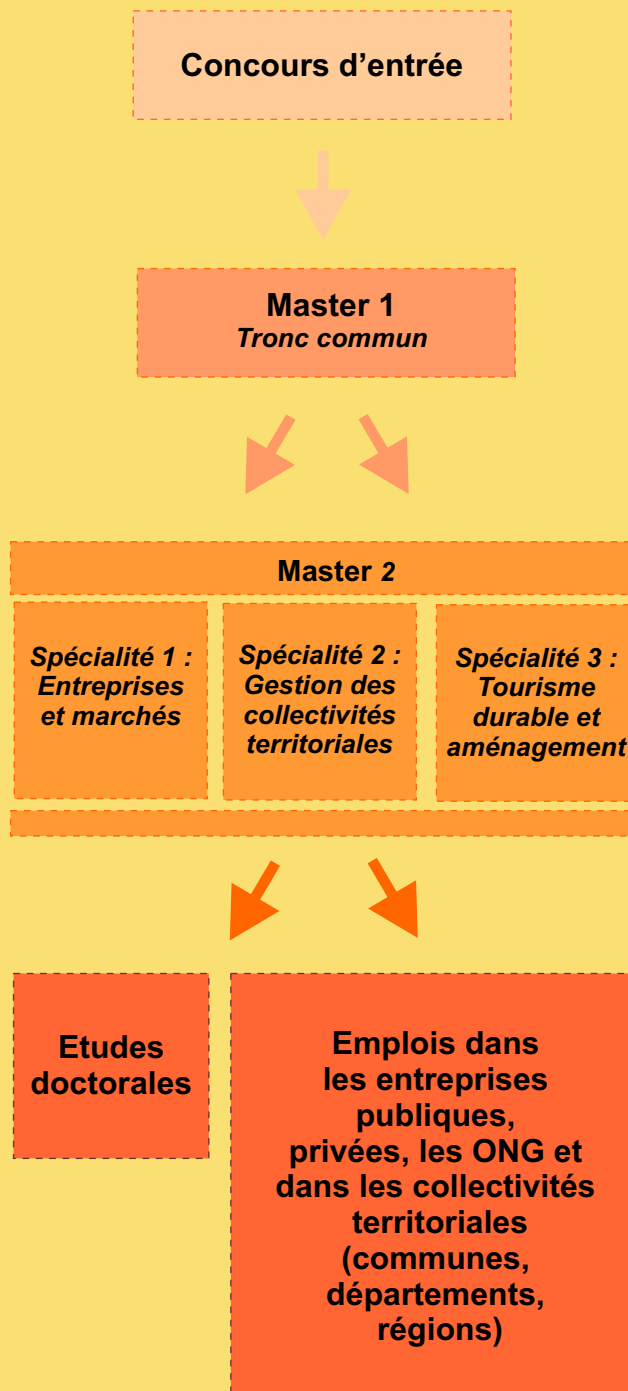 Concours d’entrée
Master 1
Tronc commun
Master 2
Spécialité 1 :
Entreprises
et marchés
Spécialité 2 :
Gestion des
collectivités
territoriales
Spécialité 3 :
Tourisme
durable et
aménagement
Etudes
doctorales
Emplois dans
les entreprises
publiques,
privées, les ONG et
dans les collectivités
territoriales
(communes,
départements,
régions)